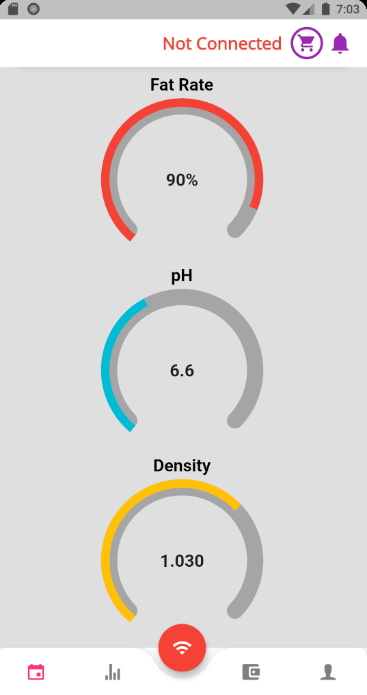 7:03
Not Connected
Fat Rate
90%
pH
6.6
Density
1.030